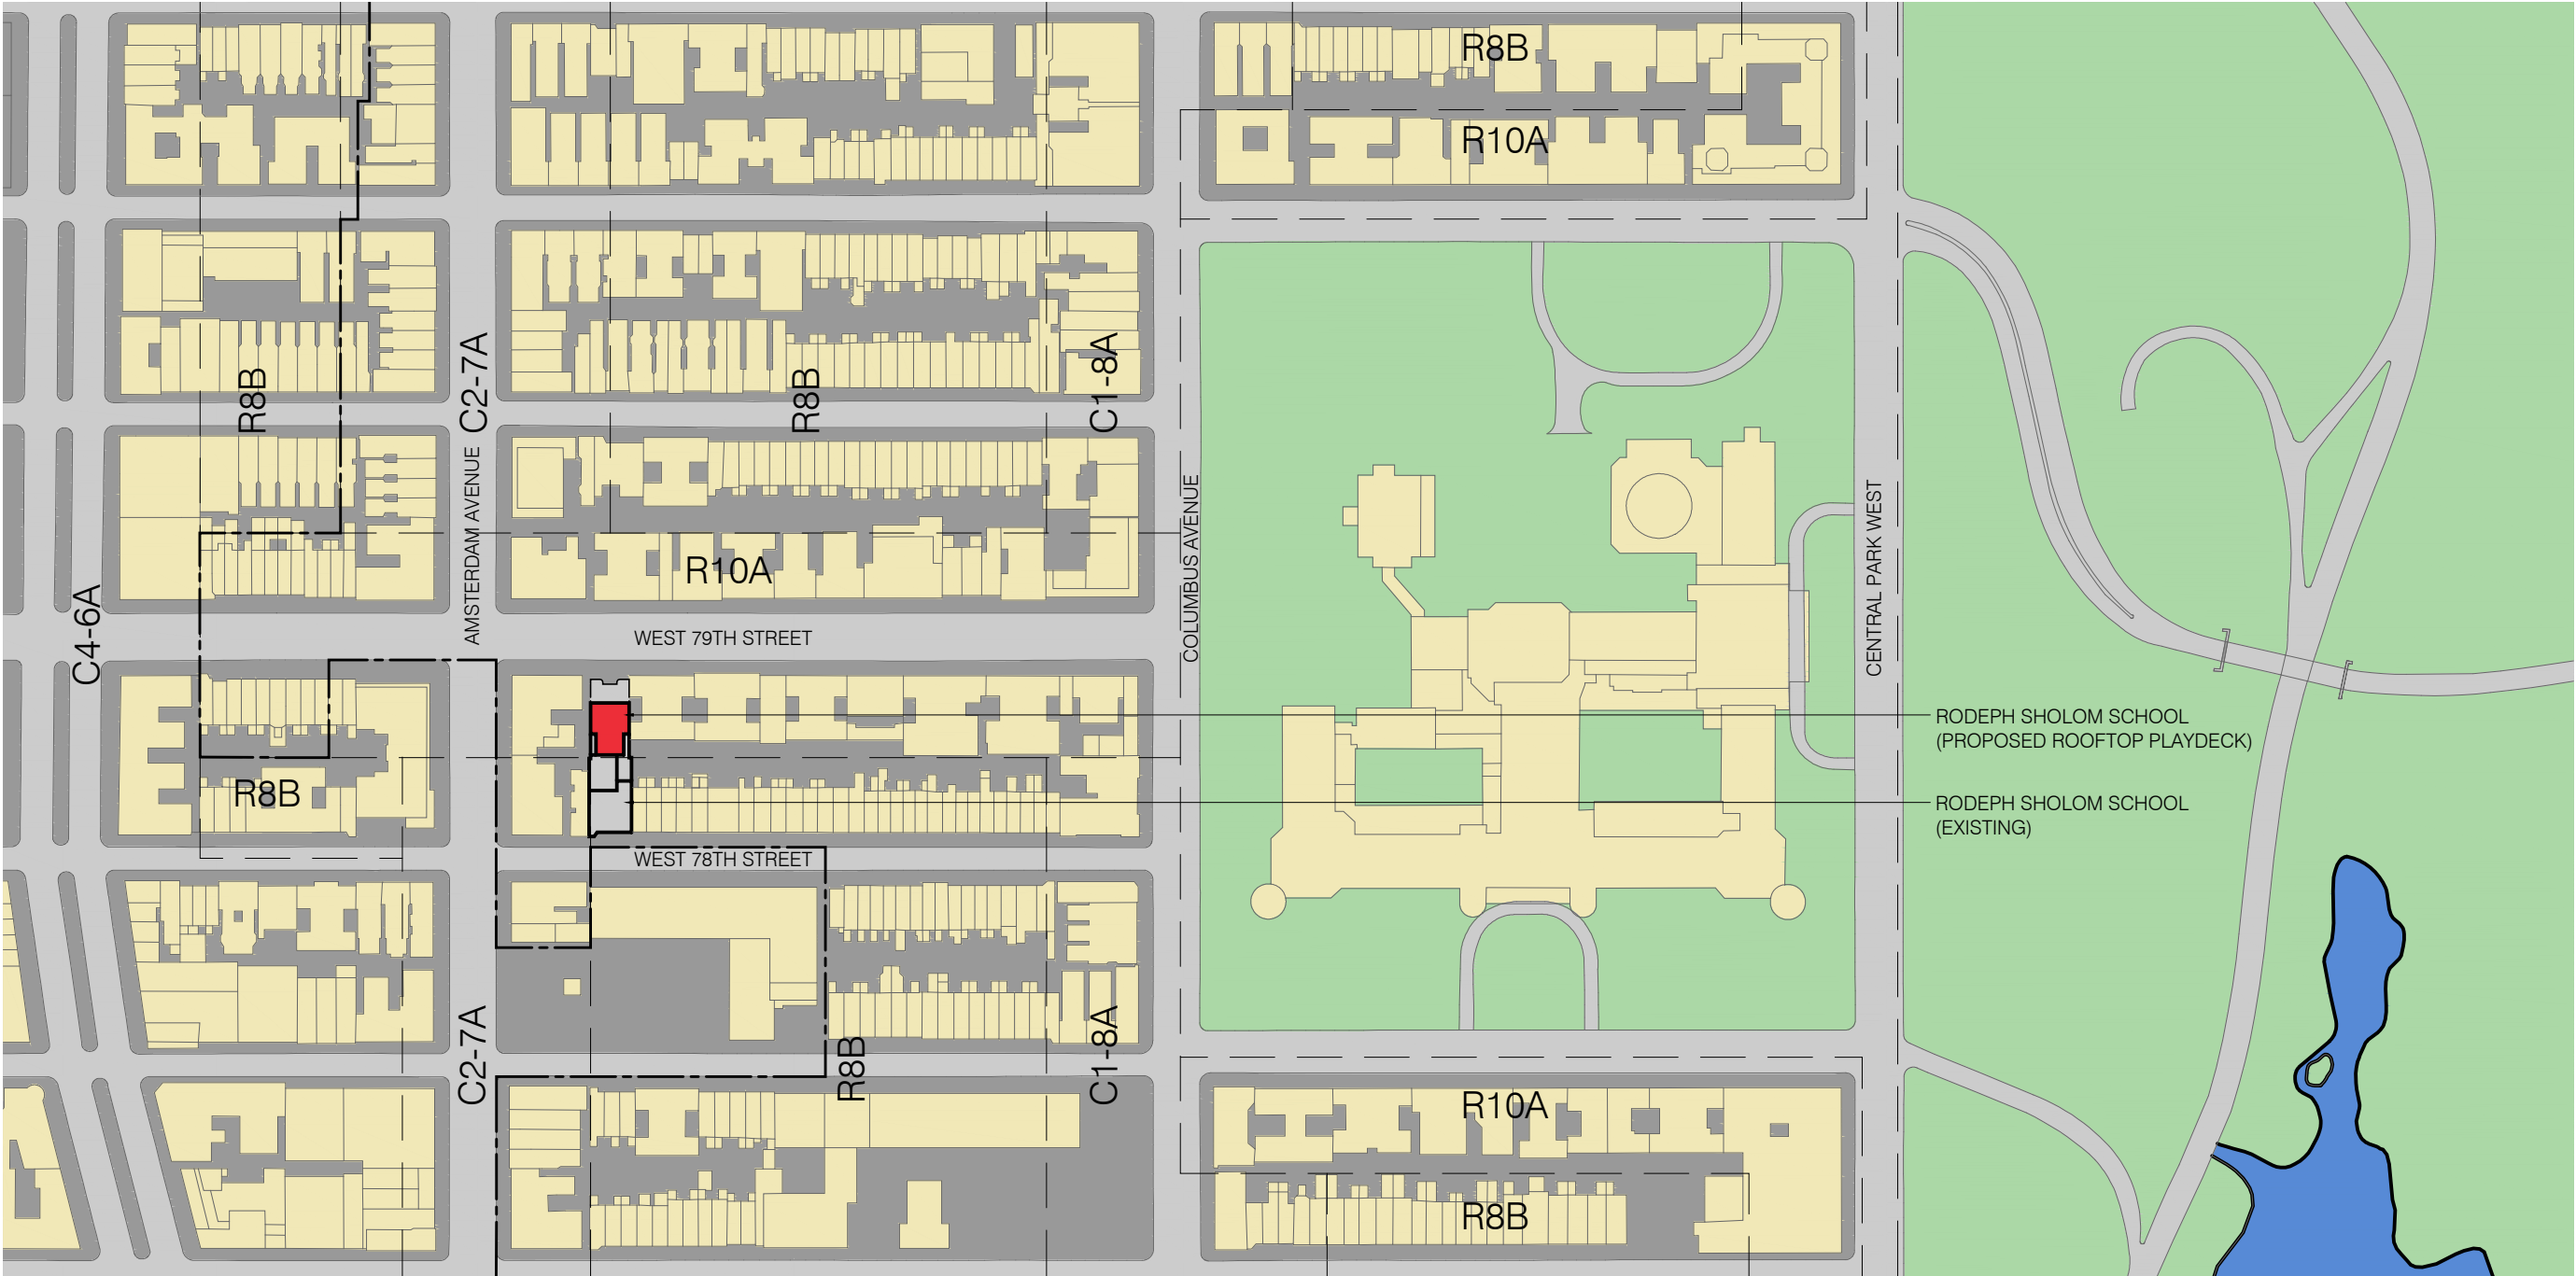 R8B
R10A
R8B
C2-7A
R8B
C1-8A
AMSTERDAM AVENUE
COLUMBUS AVENUE
CENTRAL PARK WEST
R10A
C4-6A
WEST 79TH STREET
RODEPH SHOLOM SCHOOL
(PROPOSED ROOFTOP PLAYDECK)
R8B
RODEPH SHOLOM SCHOOL
(EXISTING)
WEST 78TH STREET
C2-7A
R8B
C1-8A
R10A
R8B